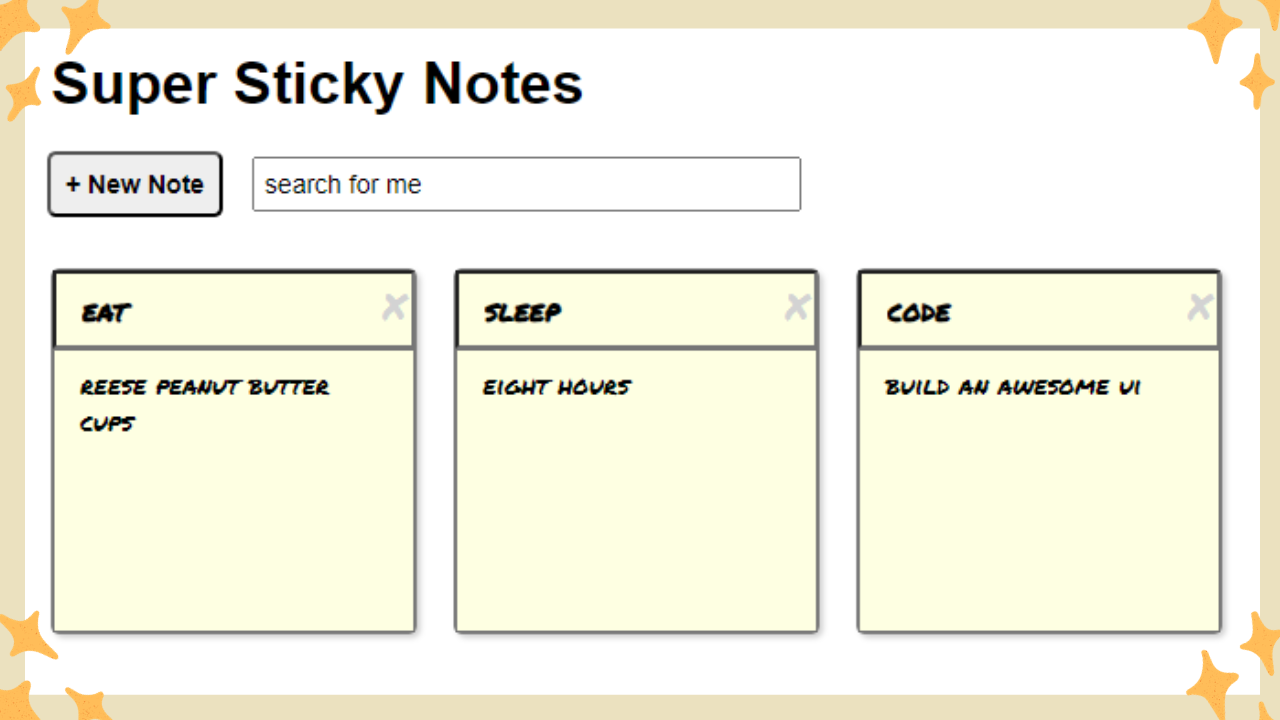 Super Sticky Notes
+ New Note
search for me
EAT
SLEEP
CODE
REESE PEANUT BUTTER
CUPS
EIGHT HOURS
BUILD AN AWESOME UI